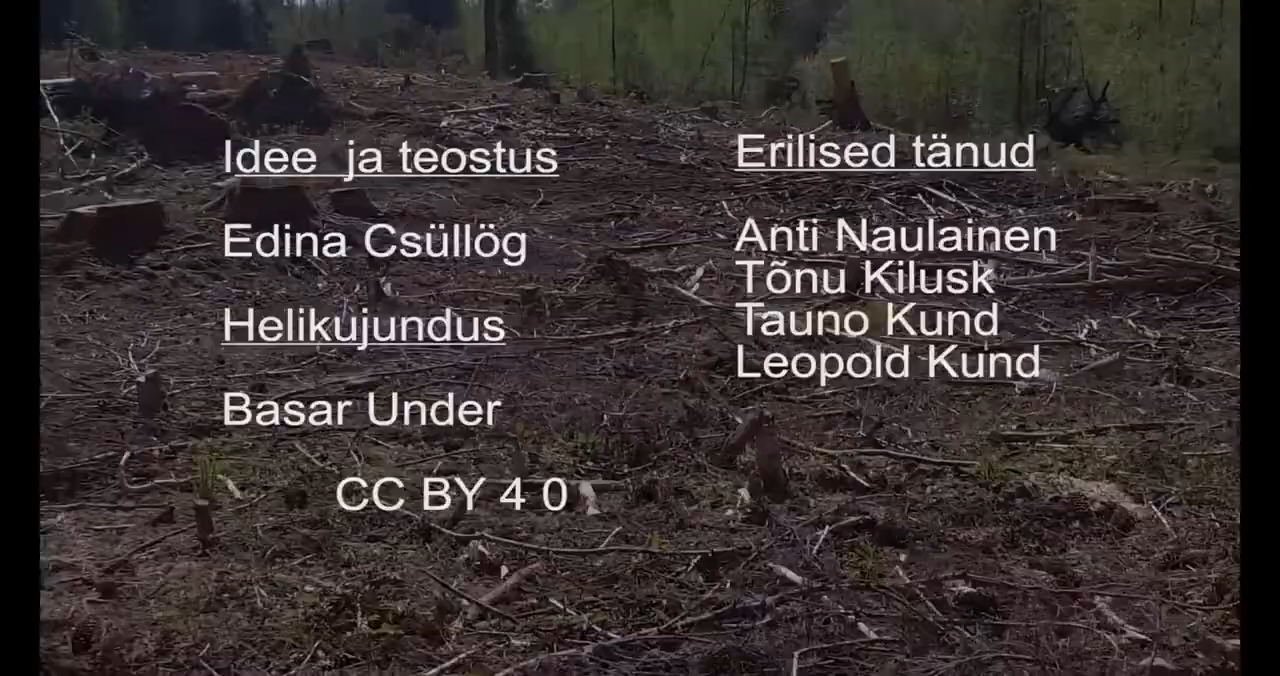 Idee ja teostus
Edina Csüllög
Helikujundus
Basar Under
CC BY 4 0
Erilised tänud
Anti Naulainen
Tõnu Kilusk
Tauno Kund
Leopold Kund